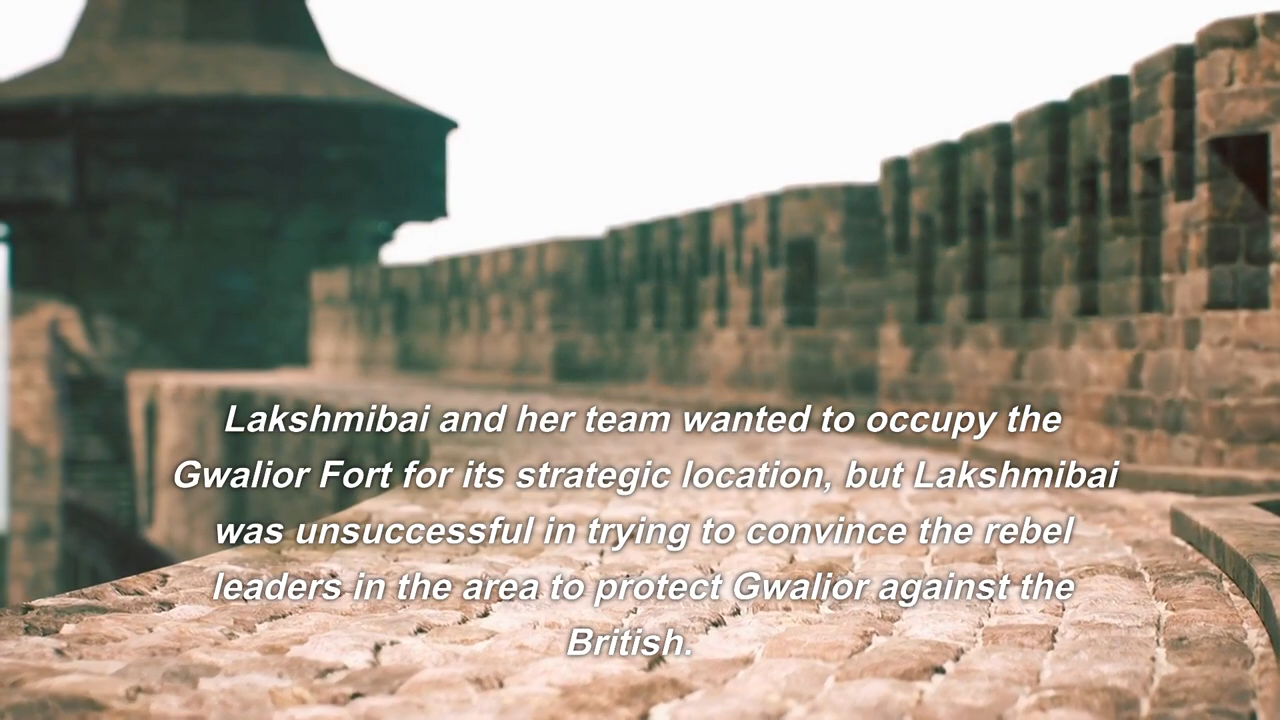 Lakshmibai and her team wanted to occupy the
Gwalior Fort for its strategic location, but Lakshmibai
was unsuccessful in trying to convince the rebel
leaders in the area to protect Gwalior against the
British.